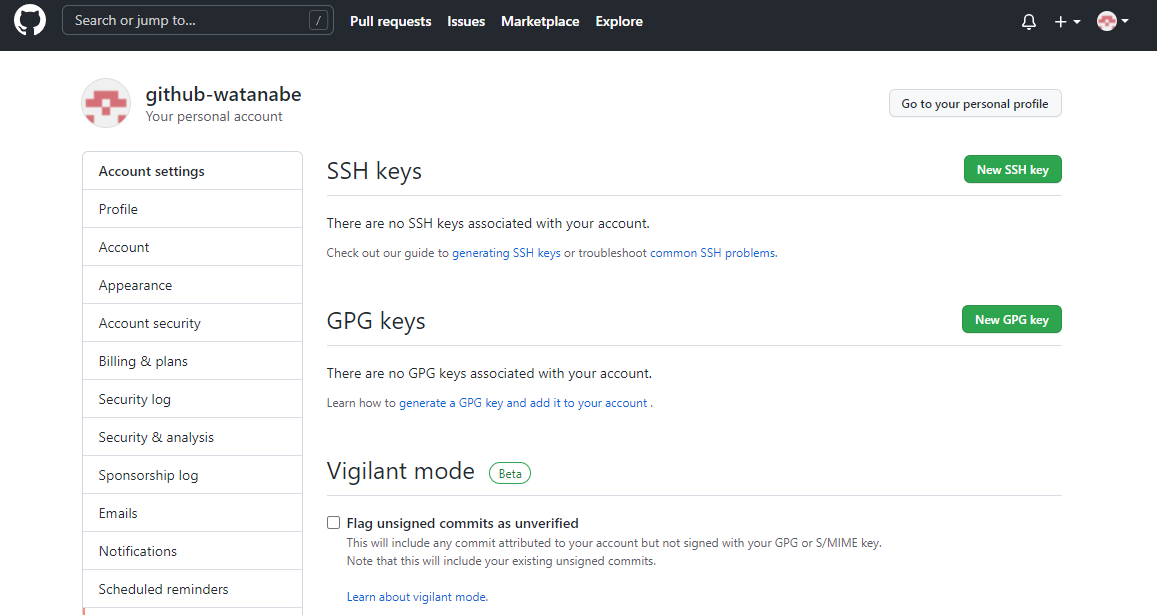 Search or jump to...
/
Pull requests
Issues
Marketplace
Explore
github-watanabe
Your personal account
Go to your personal profile
Account settings
Profile
Account
Appearance
Account security
Billing & plans
Security log
Security & analysis
Sponsorship log
Emails
Notifications
Scheduled reminders
SSH keys
New SSH key
There are no SSH keys associated with your account.
Check out our guide to generating SSH keys or troubleshoot common SSH problems.
GPG keys
New GPG key
There are no GPG keys associated with your account.
Learn how to generate a GPG key and add it to your account .
Vigilant mode
Beta
Flag unsigned commits as unverified
This will include any commit attributed to your account but not signed with your GPG or S/MIME key.
Note that this will include your existing unsigned commits.
Learn about vigilant mode.